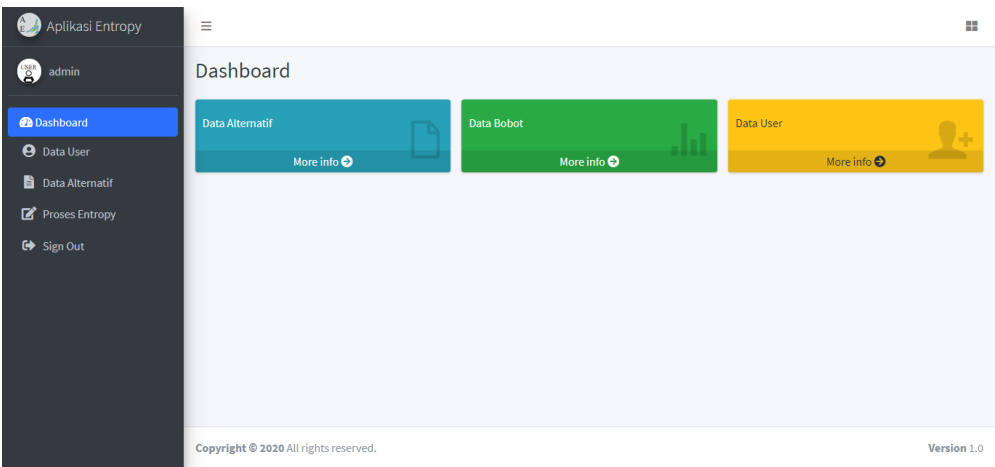 Aplikasi Entropy
USER
admin
Dashboard
Data User
Data Alternatif
Proses Entropy
Sign Out
Dashboard
Data Alternatif
More info
Data Bobot
More info
Data User
More info
Copyright © 2020 All rights reserved.
Version 1.0